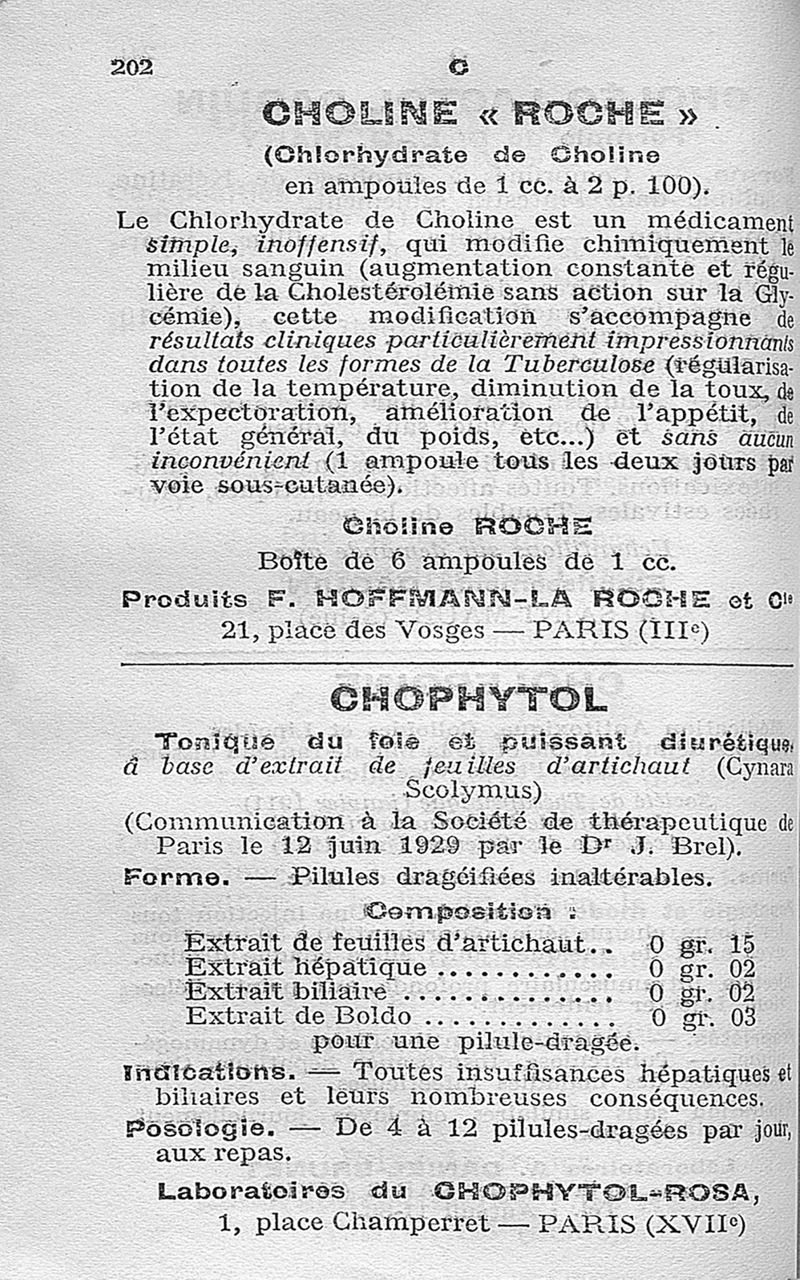 202
C
CHOLINE « ROCHE »
(Chlorhydrate de Choline
en ampoules de 1 cc. à 2 p. 100).
Le Chlorhydrate de Choline est un médicament
simple, inoffensif, qui modifie chimiquement le
milieu sanguin (augmentation constante et régu-
lière de la Cholestérolémie sans action sur la Gly-
cémie), cette modification s'accompagne de
résultats cliniques particulièrement impressionnants
dans toutes les formes de la Tuberculose (régularisa-
tion de la température, diminution de la toux, de
l'expectoration, amélioration de l'appétit, de
l'état général, du poids, etc...) et sans aucun
inconvénient (1 ampoule tous les deux jours par
voie sous-cutanée).
Choline ROCHE
Boîte de 6 ampoules de 1 cc.
Produits F. HOFFMANN-LA ROCHE et Cie
21, place des Vosges — PARIS (IIIe)
CHOPHYTOL
Tonique du foie et puissant diurétique,
à base d'extrait de feuilles d'artichaut (Cynara
Scolymus)
(Communication à la Société de thérapeutique de
Paris le 12 juin 1929 par le Dr J. Brel).
Forme. — Pilules dragéifiées inaltérables.
Composition :
Extrait de feuilles d'artichaut.. 0 gr. 15
Extrait hépatique ............ 0 gr. 02
Extrait biliaire .............. 0 gr. 02
Extrait de Boldo ............. 0 gr. 03
pour une pilule-dragée.
Indications. — Toutes insuffisances hépatiques et
biliaires et leurs nombreuses conséquences.
Posologie. — De 4 à 12 pilules-dragées par jour,
aux repas.
Laboratoires du CHOPHYTOL-ROSA,
1, place Champerret — PARIS (XVIIe)